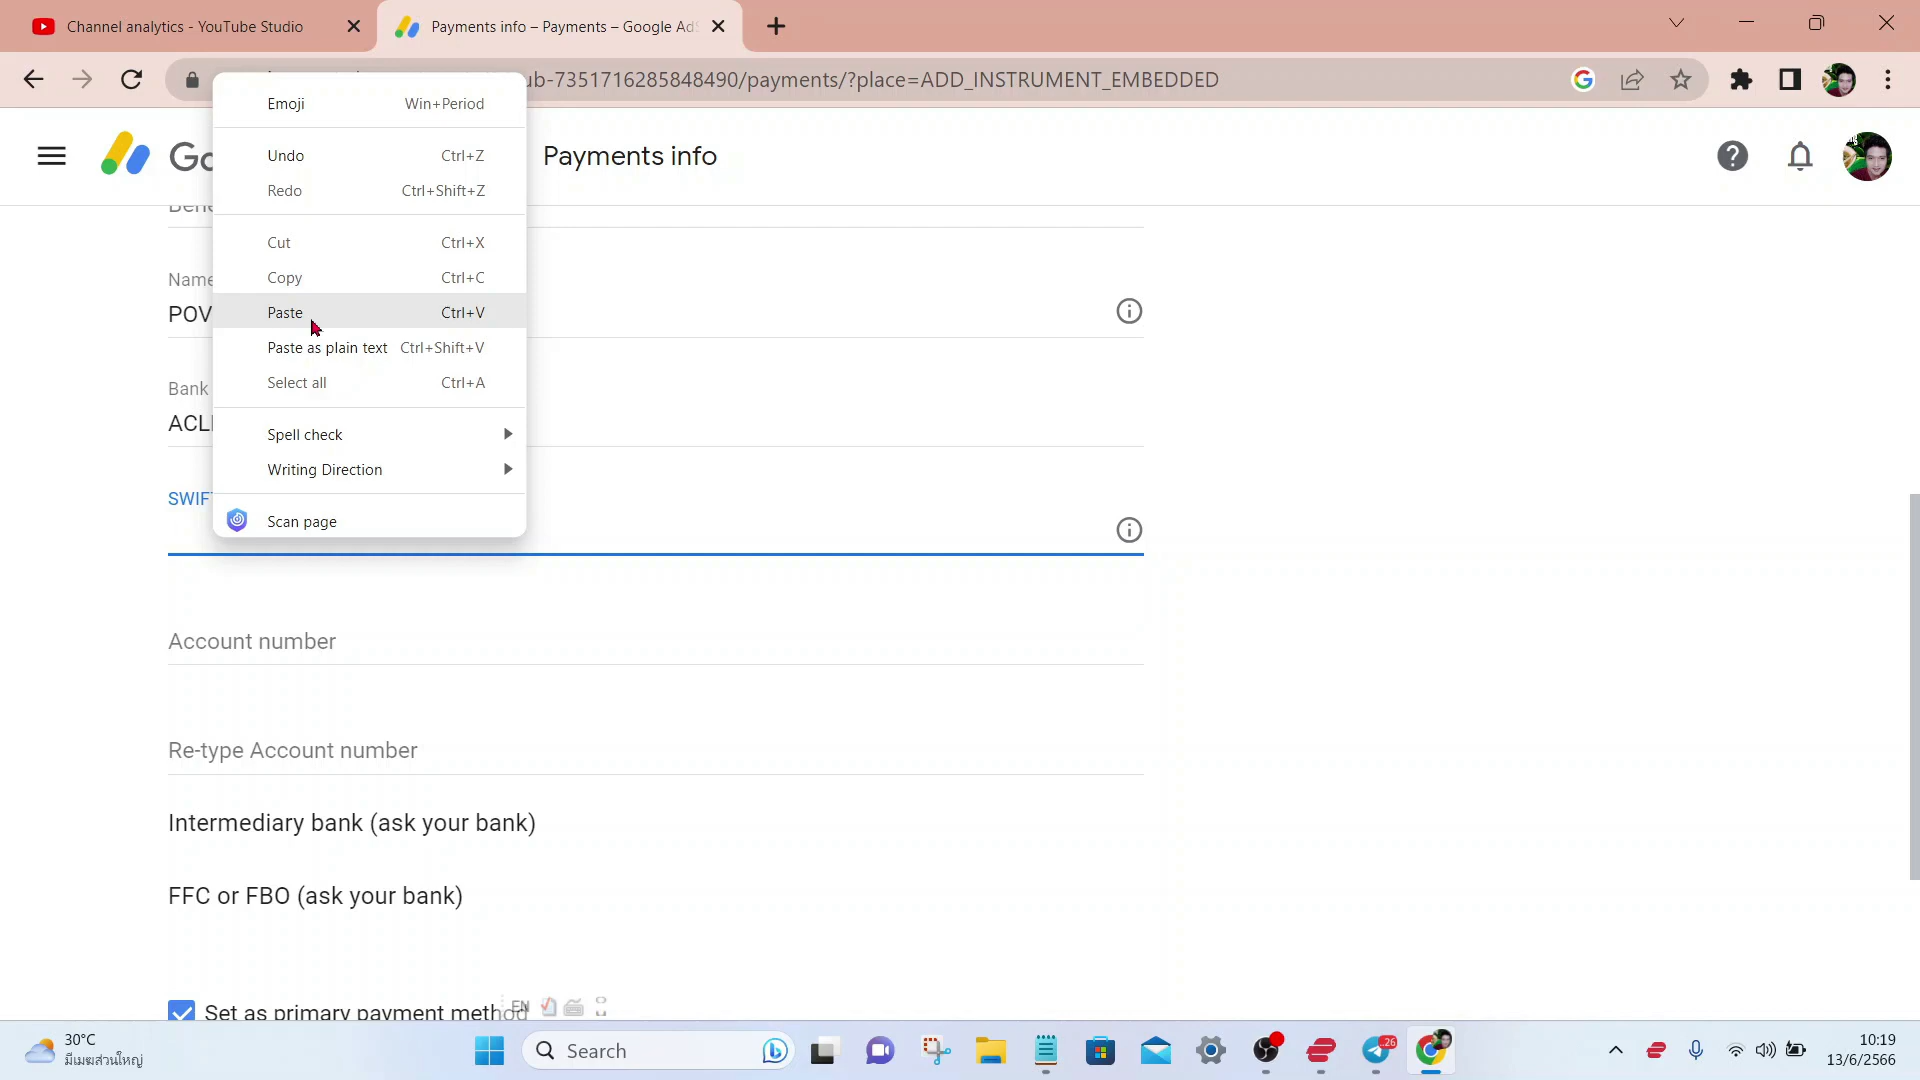 Channel analytics - YouTube Studio
Payments info – Payments – Google Ad
ub-7351716285848490/payments/?place=ADD_INSTRUMENT_EMBEDDED
Go
Payments info
Emoji Win+Period
Undo Ctrl+Z
Redo Ctrl+Shift+Z
Cut Ctrl+X
Copy Ctrl+C
Paste Ctrl+V
Paste as plain text Ctrl+Shift+V
Select all Ctrl+A
Spell check
Writing Direction
Scan page
Name
POV
Bank
ACL
SWIFT
Account number
Re-type Account number
Intermediary bank (ask your bank)
FFC or FBO (ask your bank)
Set as primary payment method
EN
30°C
มีเมฆส่วนใหญ่
Search
26
10:19
13/6/2566